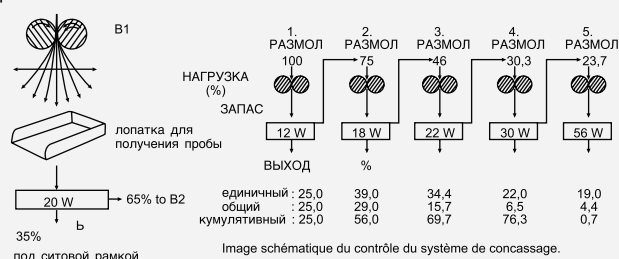 В1
лопатка для
получения пробы
20 W
65% to В2
Ь
35%
под ситовой рамкой
1. 2. 3. 4. 5.
РАЗМОЛ РАЗМОЛ РАЗМОЛ РАЗМОЛ РАЗМОЛ
100 75 46 30,3 23,7
НАГРУЗКА
(%)
ЗАПАС
12 W 18 W 22 W 30 W 56 W
ВЫХОД %
единичный : 25,0 39,0 34,4 22,0 19,0
общий : 25,0 29,0 15,7 6,5 4,4
кумулятивный : 25,0 56,0 69,7 76,3 0,7
Image schématique du contrôle du système de concassage.